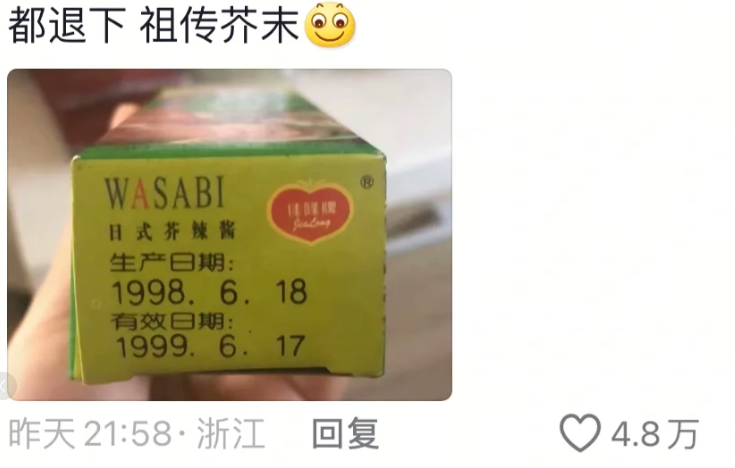 都退下 祖传芥末
WASABI
®
日式芥辣酱
JiaLong
生产日期:
1998. 6. 18
有效日期:
1999. 6. 17
昨天 21:58· 浙江 回复 4.8万